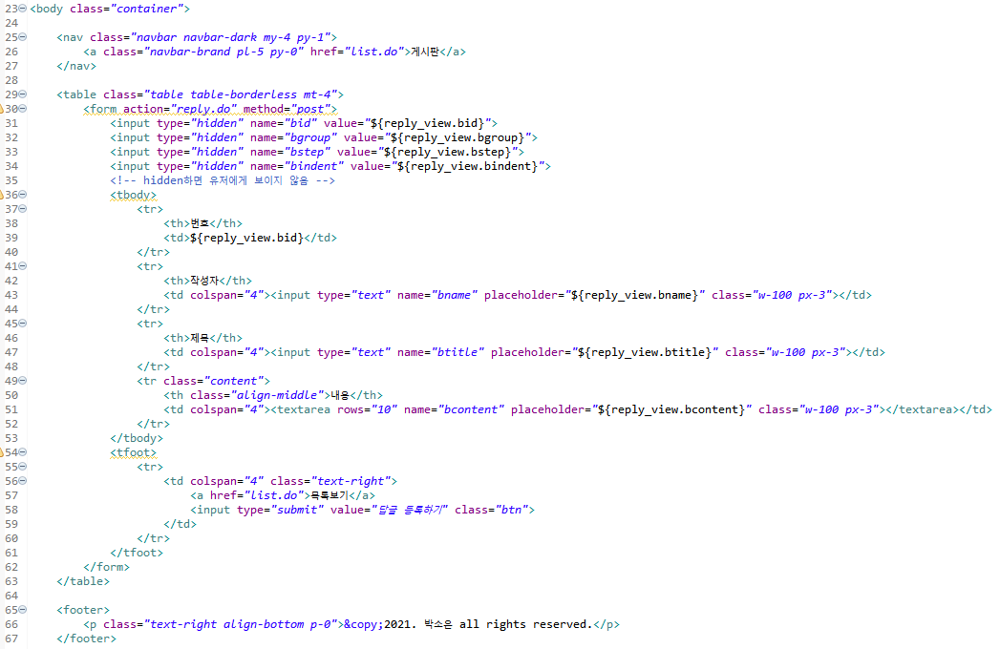 23 <body class="container">
24
25     <nav class="navbar navbar-dark my-4 py-1">
26         <a class="navbar-brand pl-5 py-0" href="list.do">게시판</a>
27     </nav>
28
29     <table class="table table-borderless mt-4">
30         <form action="reply.do" method="post">
31             <input type="hidden" name="bid" value="${reply_view.bid}">
32             <input type="hidden" name="bgroup" value="${reply_view.bgroup}">
33             <input type="hidden" name="bstep" value="${reply_view.bstep}">
34             <input type="hidden" name="bindent" value="${reply_view.bindent}">
35             <!-- hidden하면 유저에게 보이지 않음 -->
36             <tbody>
37                 <tr>
38                     <th>번호</th>
39                     <td>${reply_view.bid}</td>
40                 </tr>
41                 <tr>
42                     <th>작성자</th>
43                     <td colspan="4"><input type="text" name="bname" placeholder="${reply_view.bname}" class="w-100 px-3"></td>
44                 </tr>
45                 <tr>
46                     <th>제목</th>
47                     <td colspan="4"><input type="text" name="btitle" placeholder="${reply_view.btitle}" class="w-100 px-3"></td>
48                 </tr>
49                 <tr class="content">
50                     <th class="align-middle">내용</th>
51                     <td colspan="4"><textarea rows="10" name="bcontent" placeholder="${reply_view.bcontent}" class="w-100 px-3"></textarea></td>
52                 </tr>
53             </tbody>
54             <tfoot>
55                 <tr>
56                     <td colspan="4" class="text-right">
57                         <a href="list.do">목록보기</a>
58                         <input type="submit" value="답글 등록하기" class="btn">
59                     </td>
60                 </tr>
61             </tfoot>
62         </form>
63     </table>
64
65     <footer>
66         <p class="text-right align-bottom p-0">&copy;2021. 박소은 all rights reserved.</p>
67     </footer>